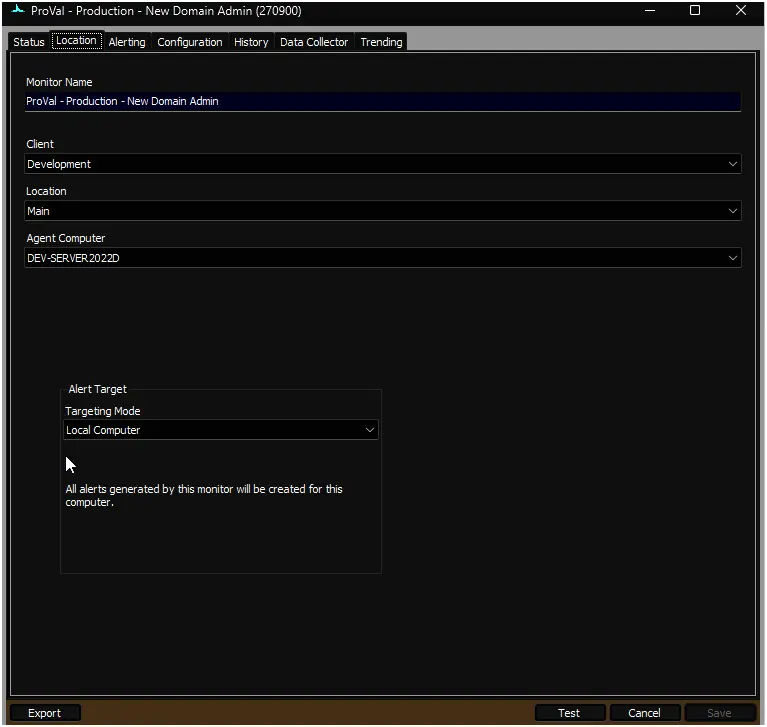 ProVal - Production - New Domain Admin (270900)
Status Location Alerting Configuration History Data Collector Trending
Monitor Name
ProVal - Production - New Domain Admin
Client
Development
Location
Main
Agent Computer
DEV-SERVER2022D
Alert Target
Targeting Mode
Local Computer
All alerts generated by this monitor will be created for this
computer.
Export Test Cancel Save